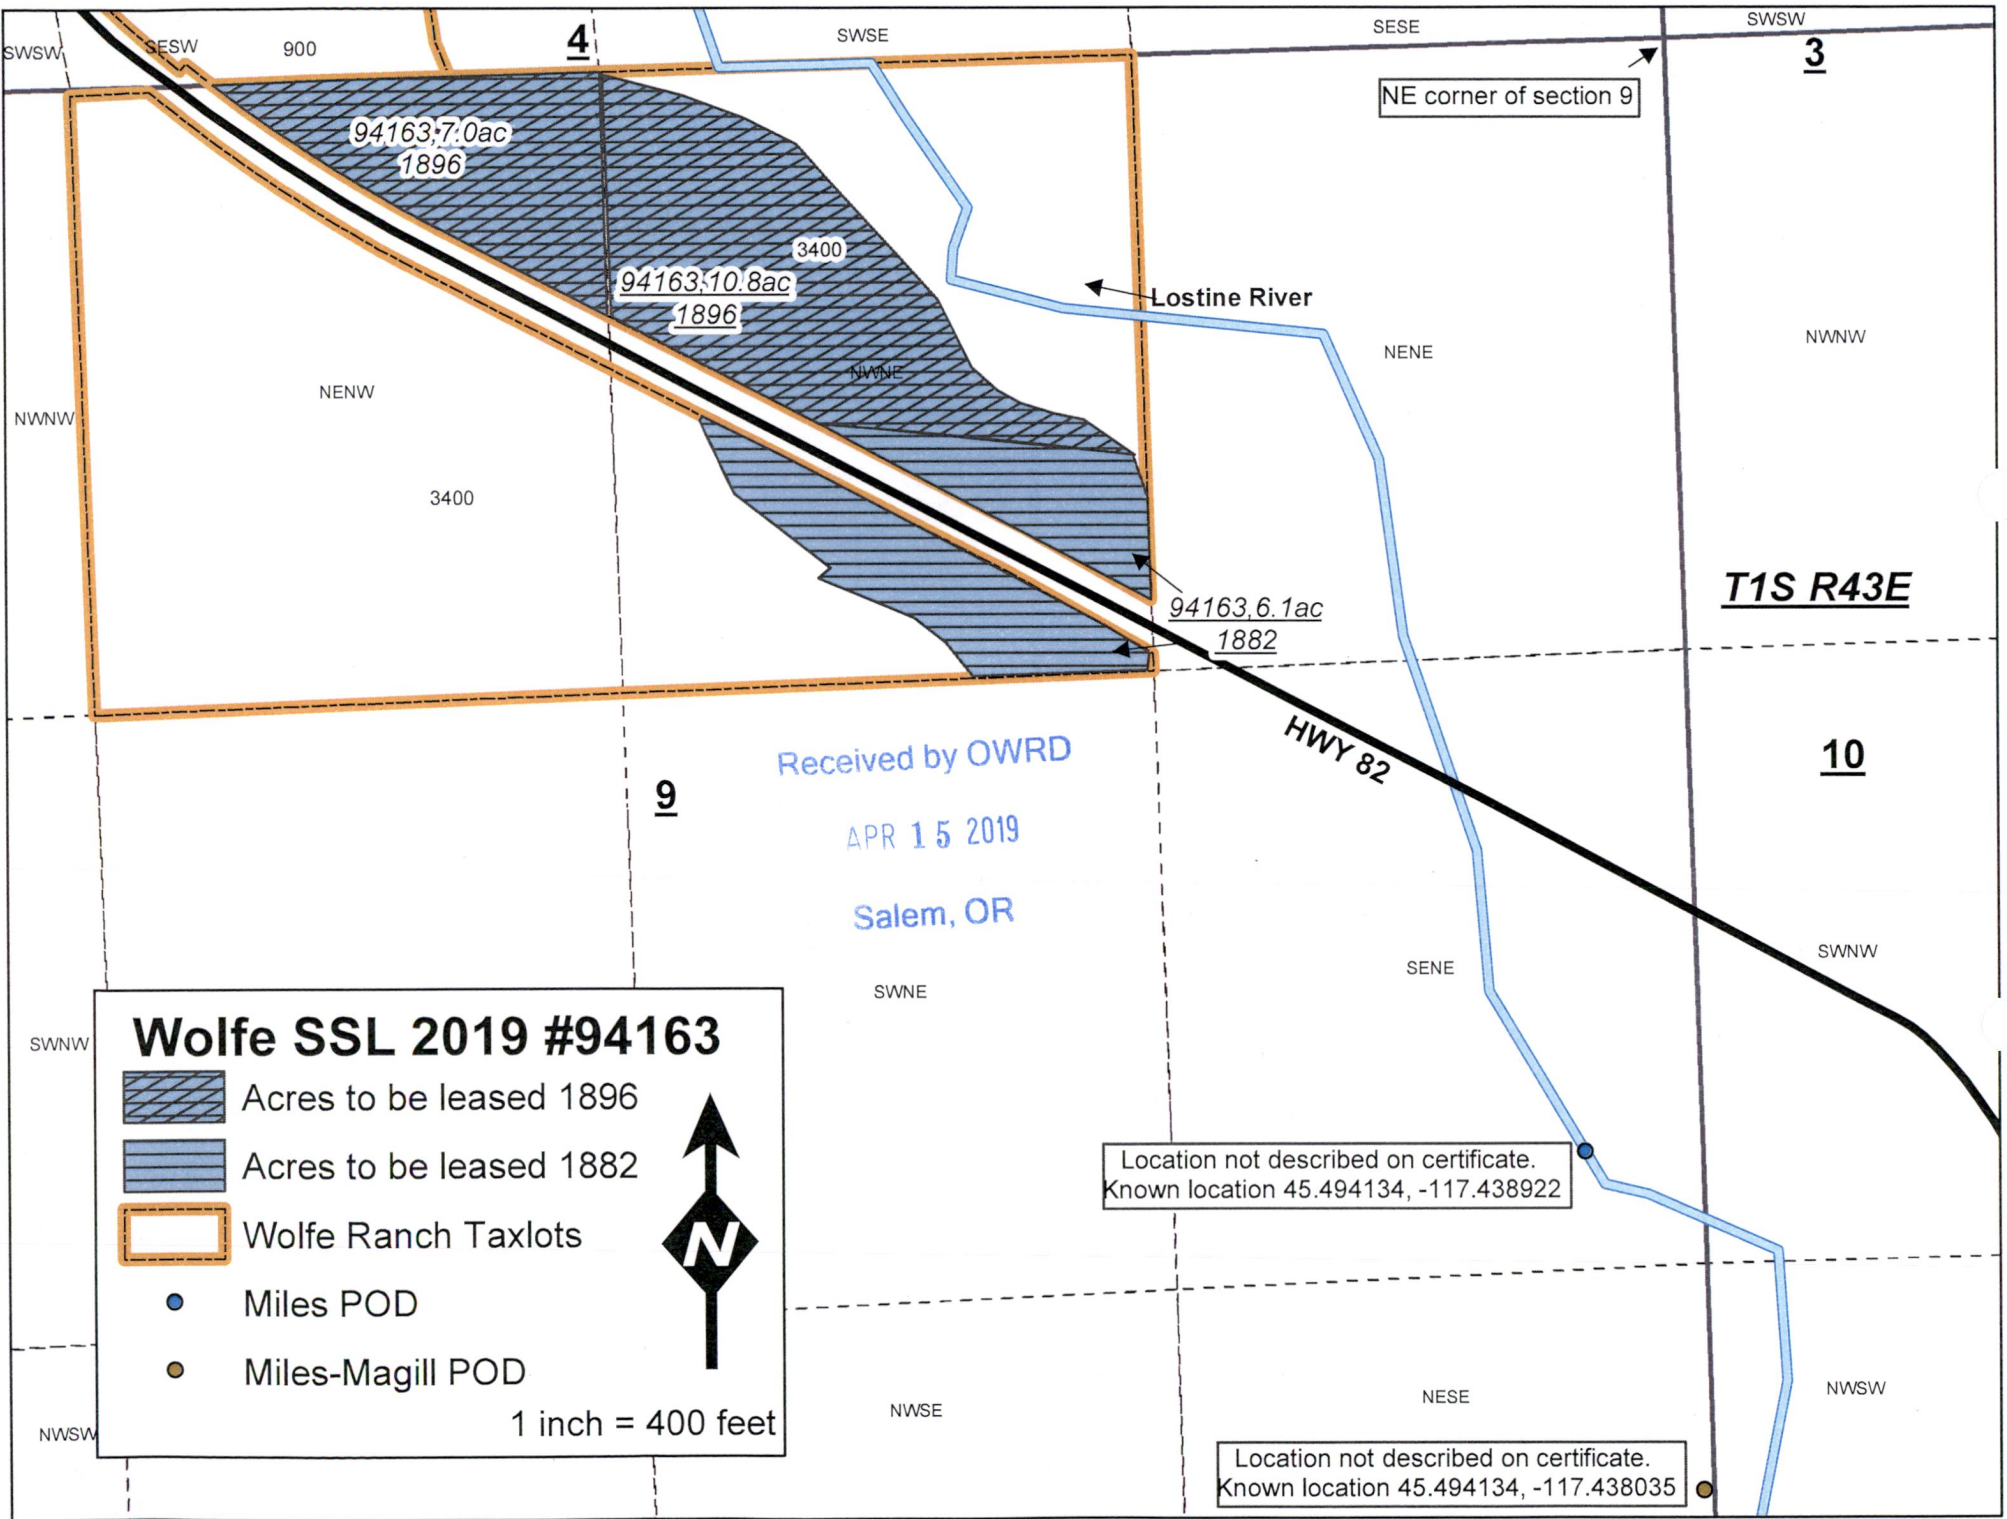 SWSW
SESW
900
4
SWSE
SESE
SWSW
3
NE corner of section 9
94163,7.0ac
1896
3400
94163,10.8ac
1896
Lostine River
NWNE
NENE
NWNW
NENW
NWNW
3400
94163,6.1ac
1882
T1S R43E
HWY 82
Received by OWRD
APR 15 2019
Salem, OR
9
10
SWNE
SENE
SWNW
SWNW
Wolfe SSL 2019 #94163
Acres to be leased 1896
Acres to be leased 1882
Wolfe Ranch Taxlots
Miles POD
Miles-Magill POD
N
1 inch = 400 feet
Location not described on certificate.
Known location 45.494134, -117.438922
NWSW
NWSE
NESE
NWSW
Location not described on certificate.
Known location 45.494134, -117.438035